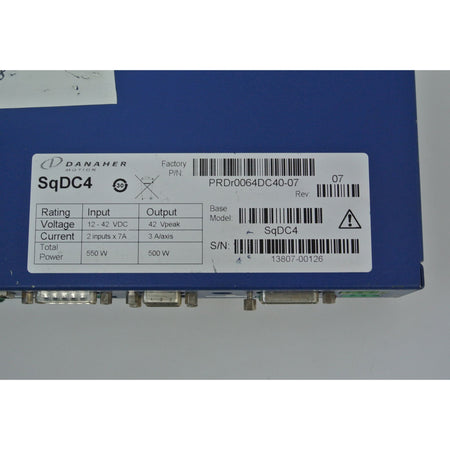 DANAHER
MOTION
Factory
P/N:
PRDr0064DC40-07
SqDC4
30
Rev:
07
Rating Input Output
Voltage 12 - 42 VDC 42 Vpeak
Current 2 inputs x 7A 3 A/axis
Total
Power 550 W 500 W
Base
Model:
SqDC4
S/N:
13807-00126